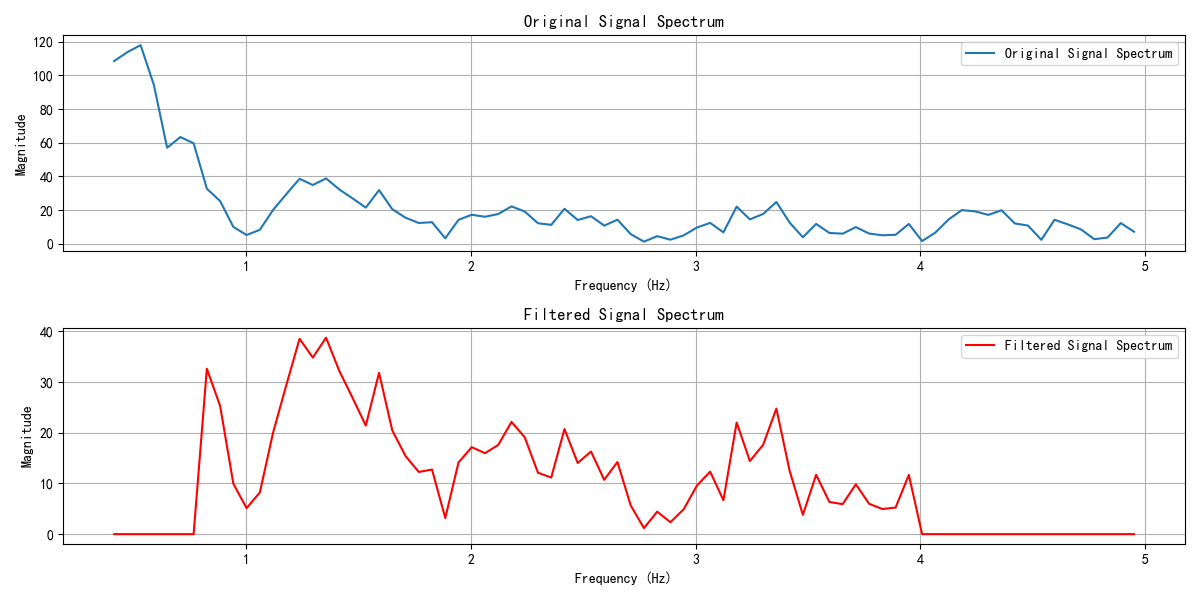 Original Signal Spectrum
120
100
80
60
40
20
0
Magnitude
Original Signal Spectrum
1 2 3 4 5
Frequency (Hz)
Filtered Signal Spectrum
40
30
20
10
0
Magnitude
Filtered Signal Spectrum
1 2 3 4 5
Frequency (Hz)